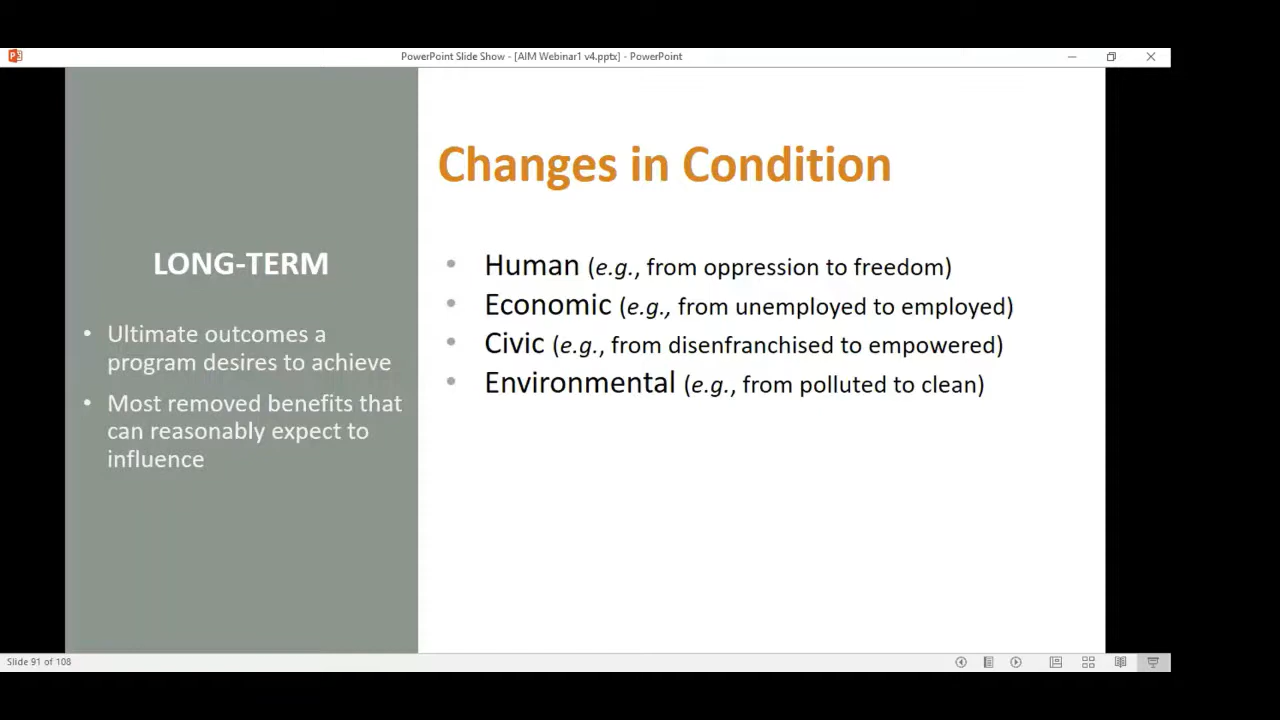 PowerPoint Slide Show - [AIM Webinar1 v4.pptx] - PowerPoint
LONG-TERM
• Ultimate outcomes a
program desires to achieve
• Most removed benefits that
can reasonably expect to
influence
Changes in Condition
• Human (e.g., from oppression to freedom)
• Economic (e.g., from unemployed to employed)
• Civic (e.g., from disenfranchised to empowered)
• Environmental (e.g., from polluted to clean)
Slide 91 of 108